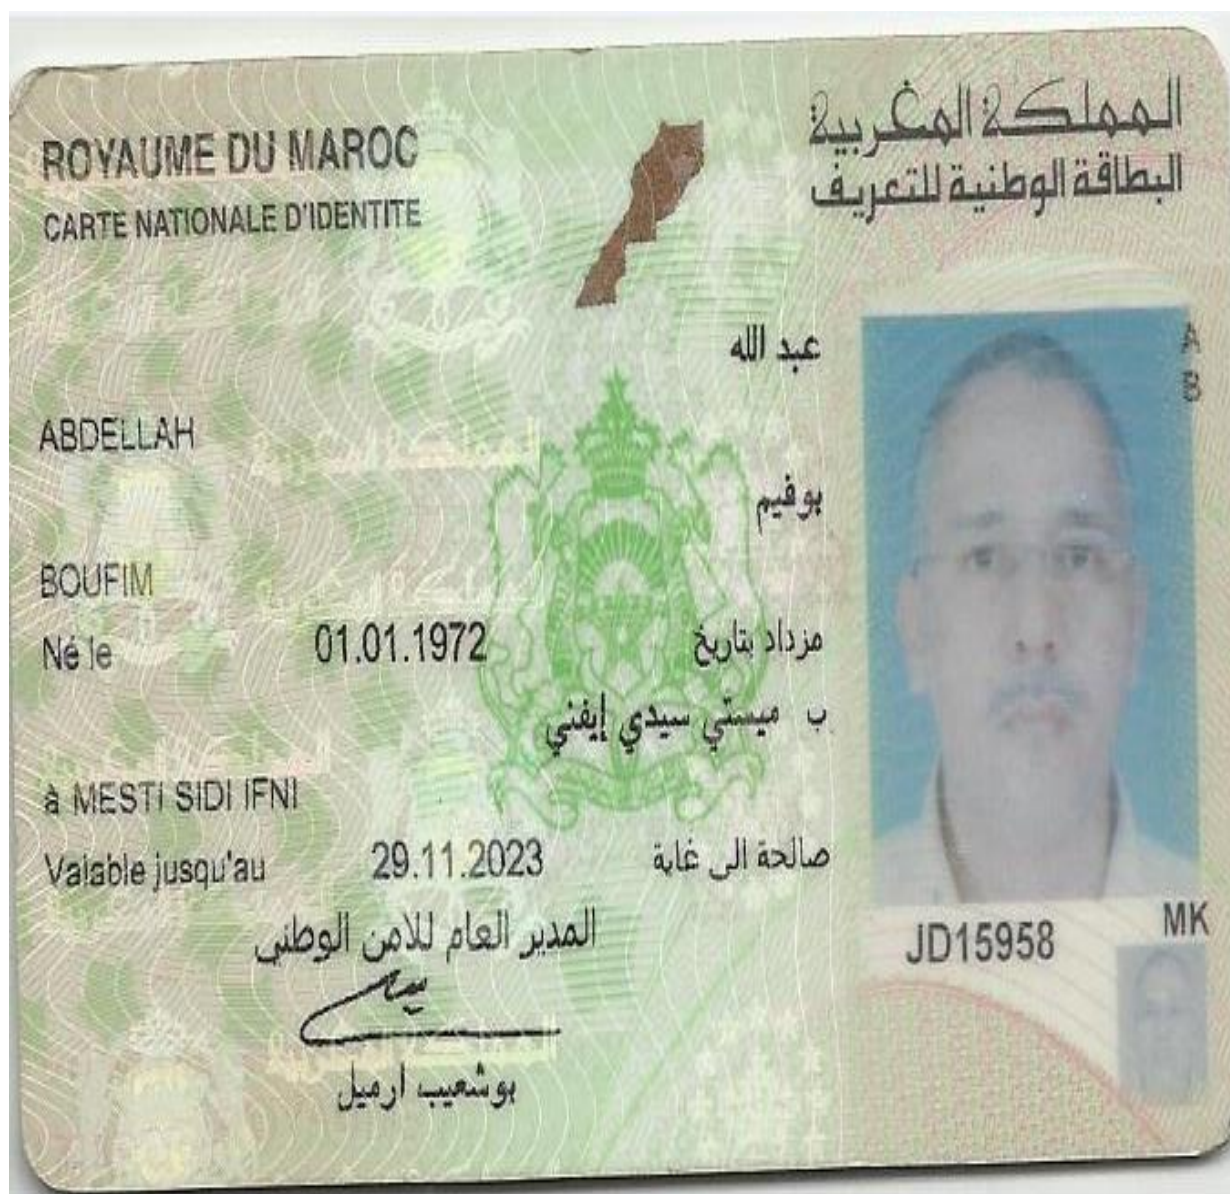 ROYAUME DU MAROC
المملكة المغربية
CARTE NATIONALE D'IDENTITE
البطاقة الوطنية للتعريف
عبد الله
ABDELLAH
بوفيم
BOUFIM
Né le 01.01.1972 مزداد بتاريخ
ب ميستي سيدي إيفني
à MESTI SIDI IFNI
Valable jusqu'au 29.11.2023 صالحة الى غاية
المدير العام للامن الوطني
بوشعيب ارميل
A
B
JD15958
MK